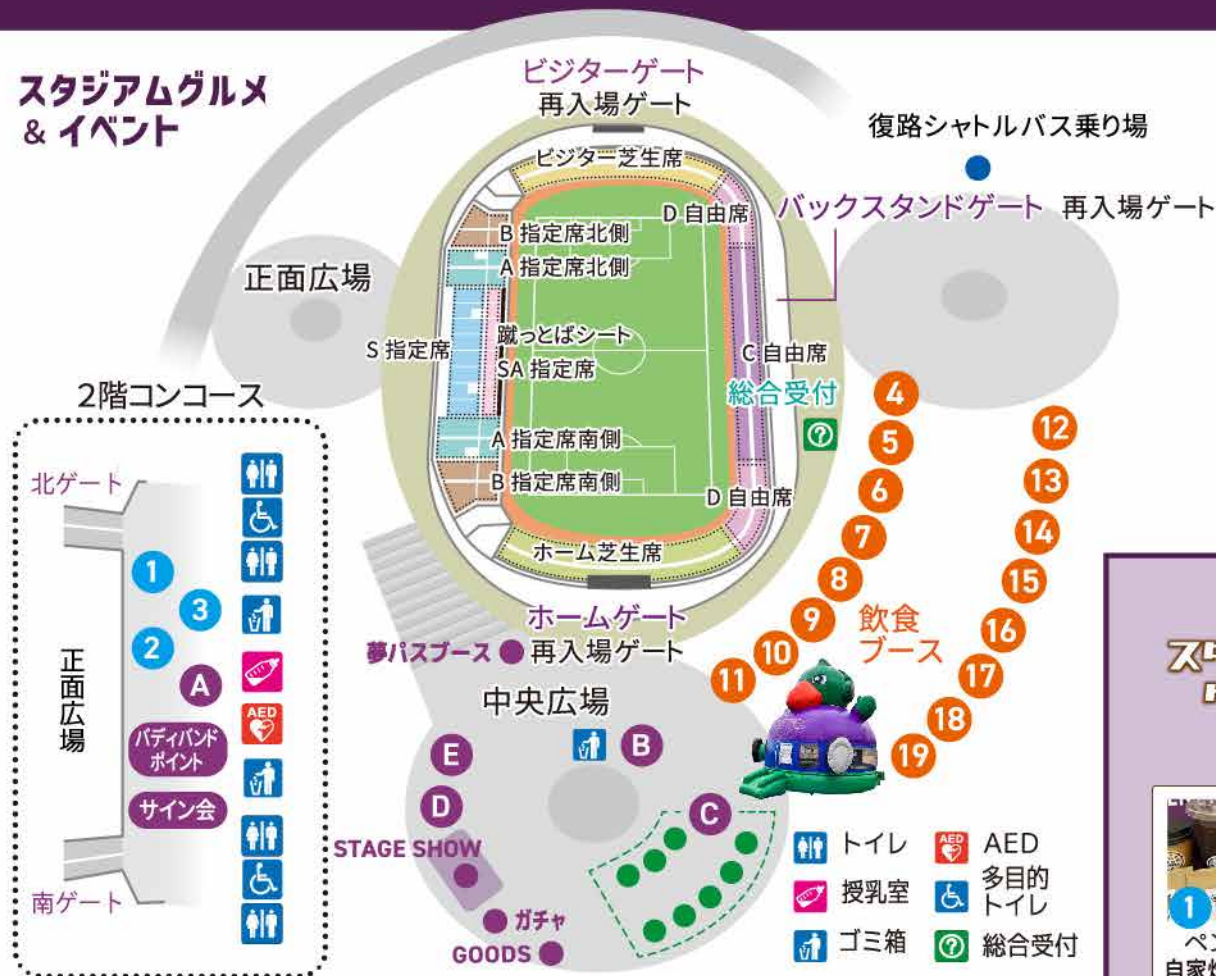 スタジアムグルメ
& イベント
ビジターゲート
再入場ゲート
復路シャトルバス乗り場
バックスタンドゲート 再入場ゲート
ビジター芝生席
D 自由席
B 指定席北側
A 指定席北側
正面広場
S 指定席
蹴っとばシート
SA 指定席
C 自由席
総合受付
A 指定席南側
B 指定席南側
D 自由席
ホーム芝生席
ホームゲート
再入場ゲート
夢パスブース
中央広場
2階コンコース
北ゲート
1
3
2
A
正面広場
バディバンド
ポイント
サイン会
AED
南ゲート
4
5
6
7
8
9
10
11
飲食
ブース
12
13
14
15
16
17
18
19
B
E
D
C
STAGE SHOW
ガチャ
GOODS
トイレ
授乳室
ゴミ箱
AED
AED
多目的
トイレ
総合受付
1